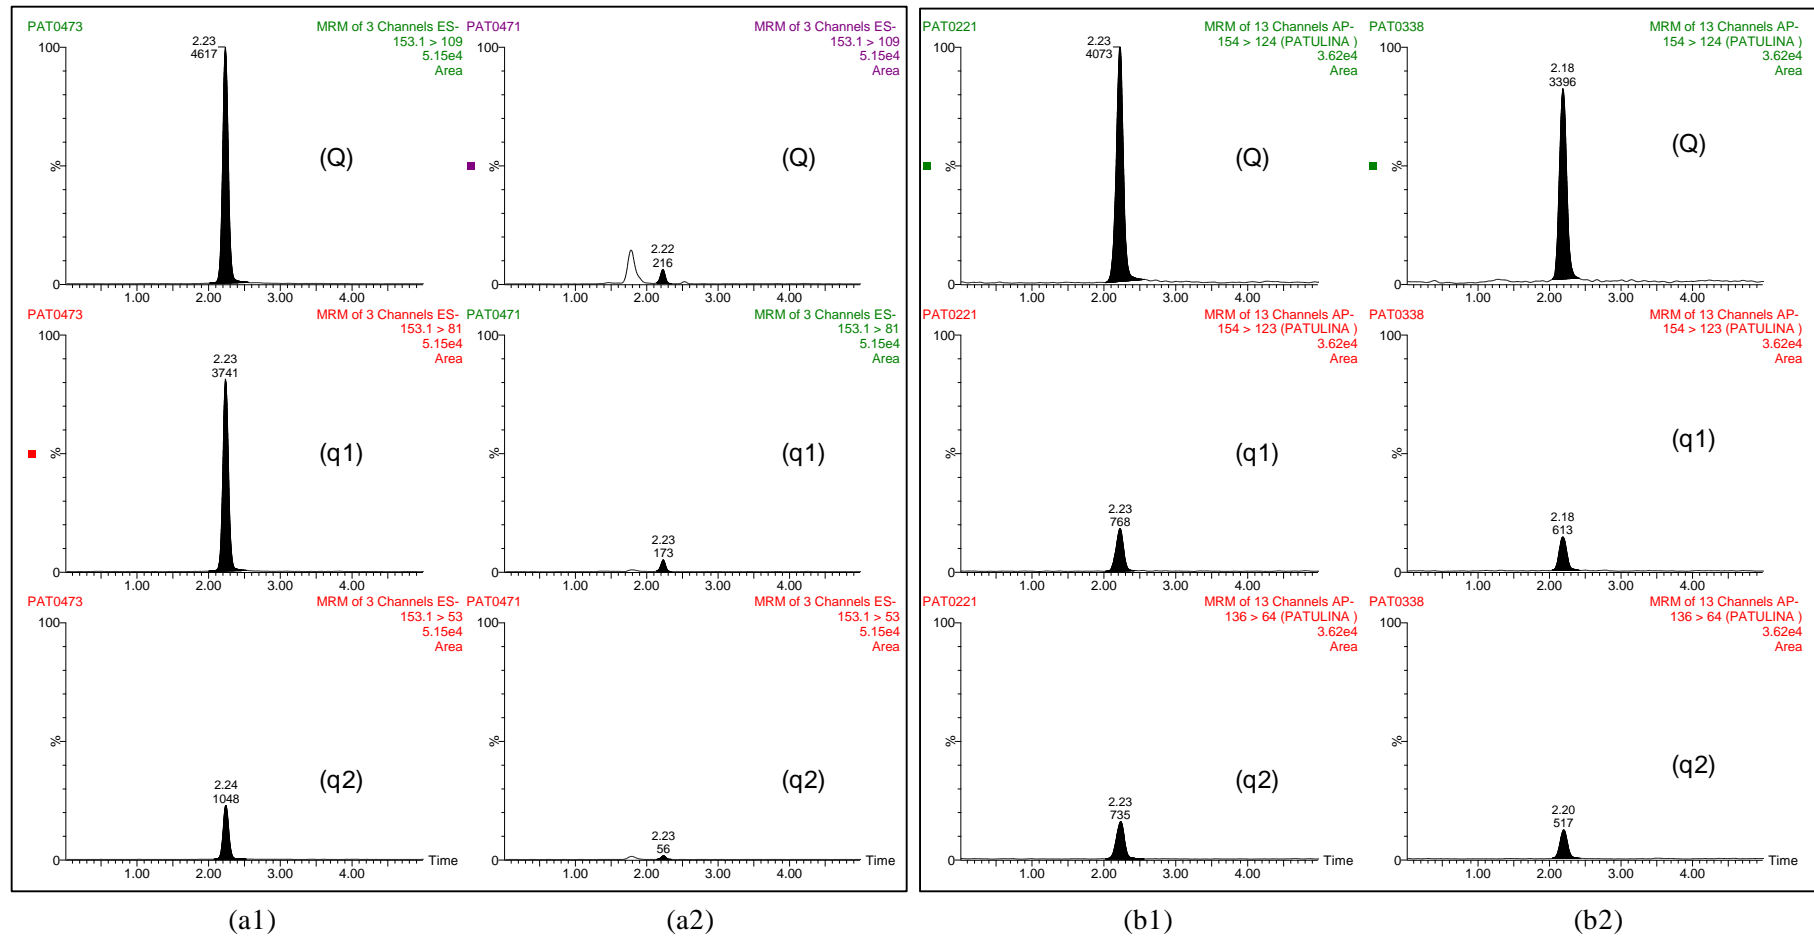 PAT0473
MRM of 3 Channels ES-
153.1 > 109
5.15e4
Area
100
2.23
4617
%
(Q)
0
1.00 2.00 3.00 4.00
PAT0471
MRM of 3 Channels ES-
153.1 > 109
5.15e4
Area
100
2.22
216
%
(Q)
0
1.00 2.00 3.00 4.00
PAT0221
MRM of 13 Channels AP-
154 > 124 (PATULINA )
3.62e4
Area
100
2.23
4073
%
(Q)
0
1.00 2.00 3.00 4.00
PAT0338
MRM of 13 Channels AP-
154 > 124 (PATULINA )
3.62e4
Area
100
2.18
3396
%
(Q)
0
1.00 2.00 3.00 4.00
PAT0473
MRM of 3 Channels ES-
153.1 > 81
5.15e4
Area
100
2.23
3741
%
(q1)
0
1.00 2.00 3.00 4.00
PAT0471
MRM of 3 Channels ES-
153.1 > 81
5.15e4
Area
100
2.23
173
%
(q1)
0
1.00 2.00 3.00 4.00
PAT0221
MRM of 13 Channels AP-
154 > 123 (PATULINA )
3.62e4
Area
100
2.23
768
%
(q1)
0
1.00 2.00 3.00 4.00
PAT0338
MRM of 13 Channels AP-
154 > 123 (PATULINA )
3.62e4
Area
100
2.18
613
%
(q1)
0
1.00 2.00 3.00 4.00
PAT0473
MRM of 3 Channels ES-
153.1 > 53
5.15e4
Area
100
2.24
1048
%
(q2)
0
Time
1.00 2.00 3.00 4.00
PAT0471
MRM of 3 Channels ES-
153.1 > 53
5.15e4
Area
100
2.23
56
%
(q2)
0
Time
1.00 2.00 3.00 4.00
PAT0221
MRM of 13 Channels AP-
136 > 64 (PATULINA )
3.62e4
Area
100
2.23
735
%
(q2)
0
Time
1.00 2.00 3.00 4.00
PAT0338
MRM of 13 Channels AP-
136 > 64 (PATULINA )
3.62e4
Area
100
2.20
517
%
(q2)
0
Time
1.00 2.00 3.00 4.00
(a1) (a2) (b1) (b2)